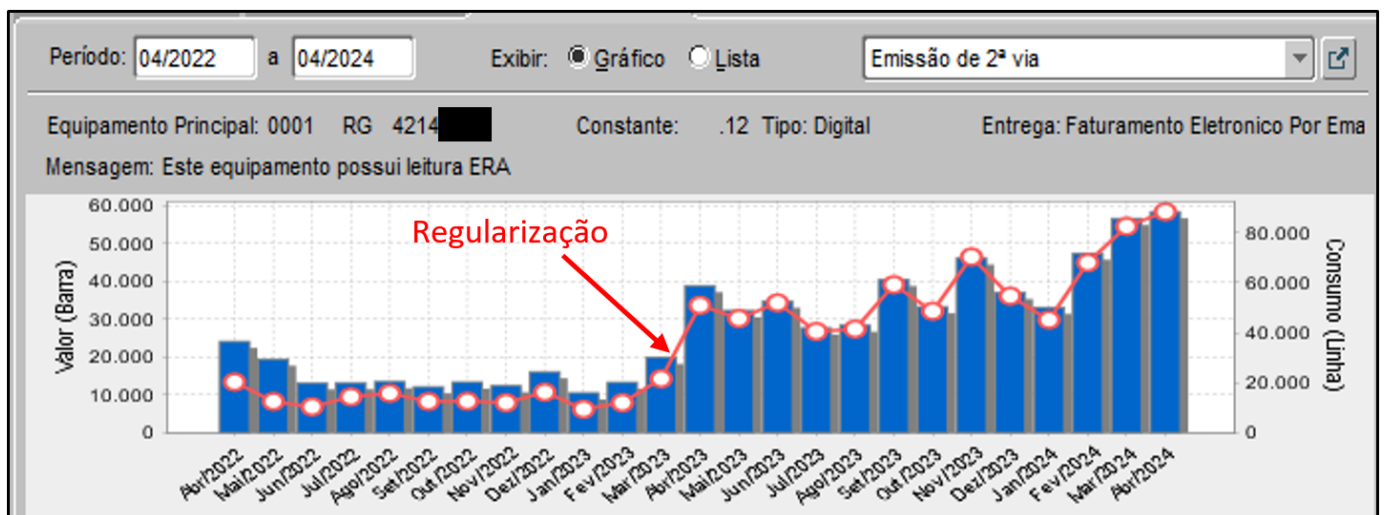 Período: 04/2022 a 04/2024 Exibir: Gráfico Lista Emissão de 2ª via
Equipamento Principal: 0001 RG 4214 Constante: .12 Tipo: Digital Entrega: Faturamento Eletronico Por Ema
Mensagem: Este equipamento possui leitura ERA
Regularização
Valor (Barra)
60.000
50.000
40.000
30.000
20.000
10.000
0
Consumo (Linha)
80.000
60.000
40.000
20.000
0
Abr/2022 Mai/2022 Jun/2022 Jul/2022 Ago/2022 Set/2022 Out/2022 Nov/2022 Dez/2022 Jan/2023 Fev/2023 Mar/2023 Abr/2023 Mai/2023 Jun/2023 Jul/2023 Ago/2023 Set/2023 Out/2023 Nov/2023 Dez/2023 Jan/2024 Fev/2024 Mar/2024 Abr/2024